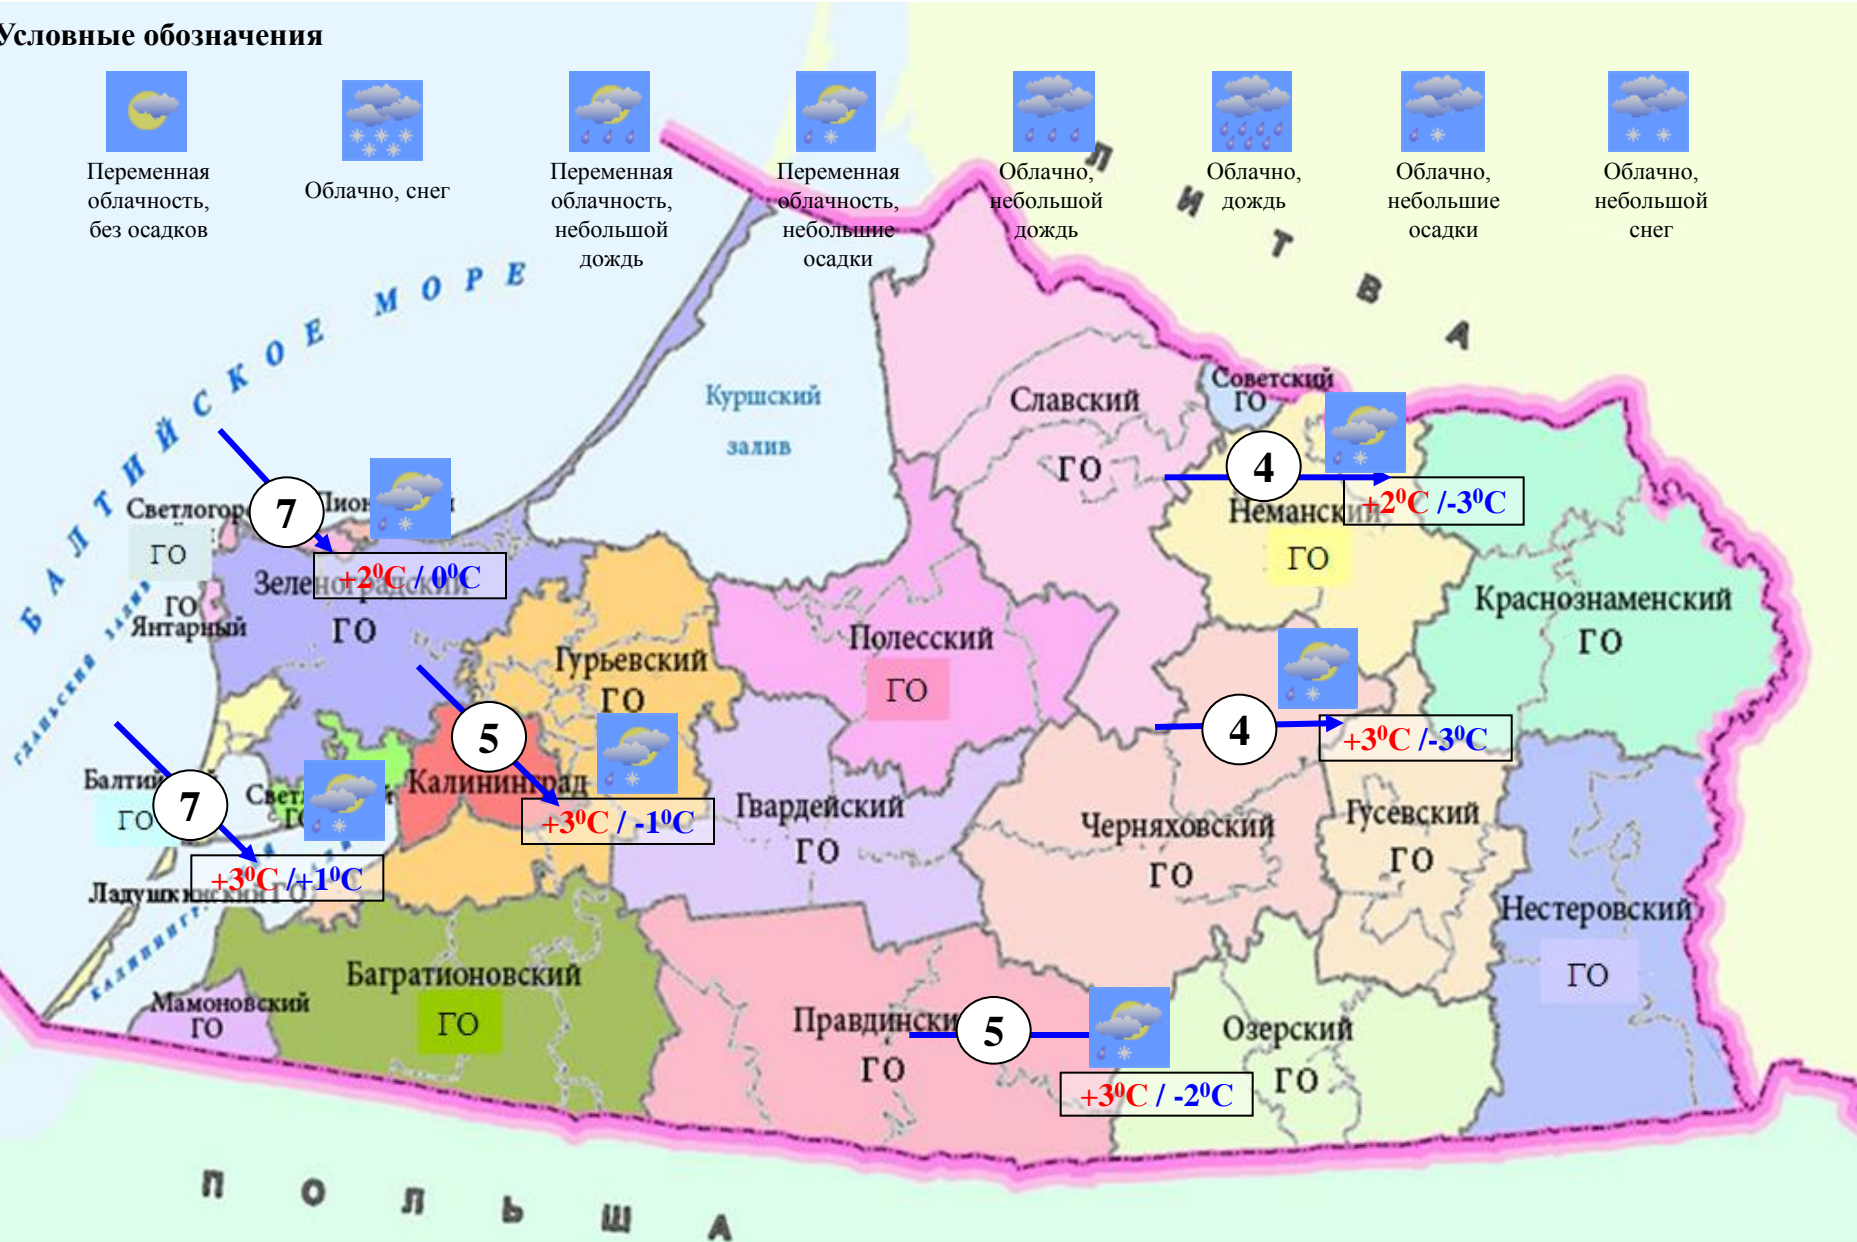 Условные обозначения
Переменная
облачность,
без осадков
Облачно, снег
Переменная
облачность,
небольшой
дождь
Переменная
облачность,
небольшие
осадки
Облачно,
небольшой
дождь
Облачно,
дождь
Облачно,
небольшие
осадки
Облачно,
небольшой
снег
ЛИТВА
БАЛТИЙСКОЕ МОРЕ
Куршский
залив
Славский
ГО
Советский
ГО
4
+2⁰C /-3⁰C
Неманский
ГО
7
+2⁰C / 0⁰C
ГО
Зеленоградский
ГО
ГО
Янтарный
Краснознаменский
ГО
Гурьевский
ГО
Полесский
ГО
5
Калининград
+3⁰C / -1⁰C
4
+3⁰C /-3⁰C
7
ГО
+3⁰C /+1⁰C
Гвардейский
ГО
Черняховский
ГО
Гусевский
ГО
Нестеровский
ГО
Ладушкинский ГО
Багратионовский
ГО
Мамоновский
ГО
Правдински
ГО
5
+3⁰C / -2⁰C
Озерский
ГО
ПОЛЬША